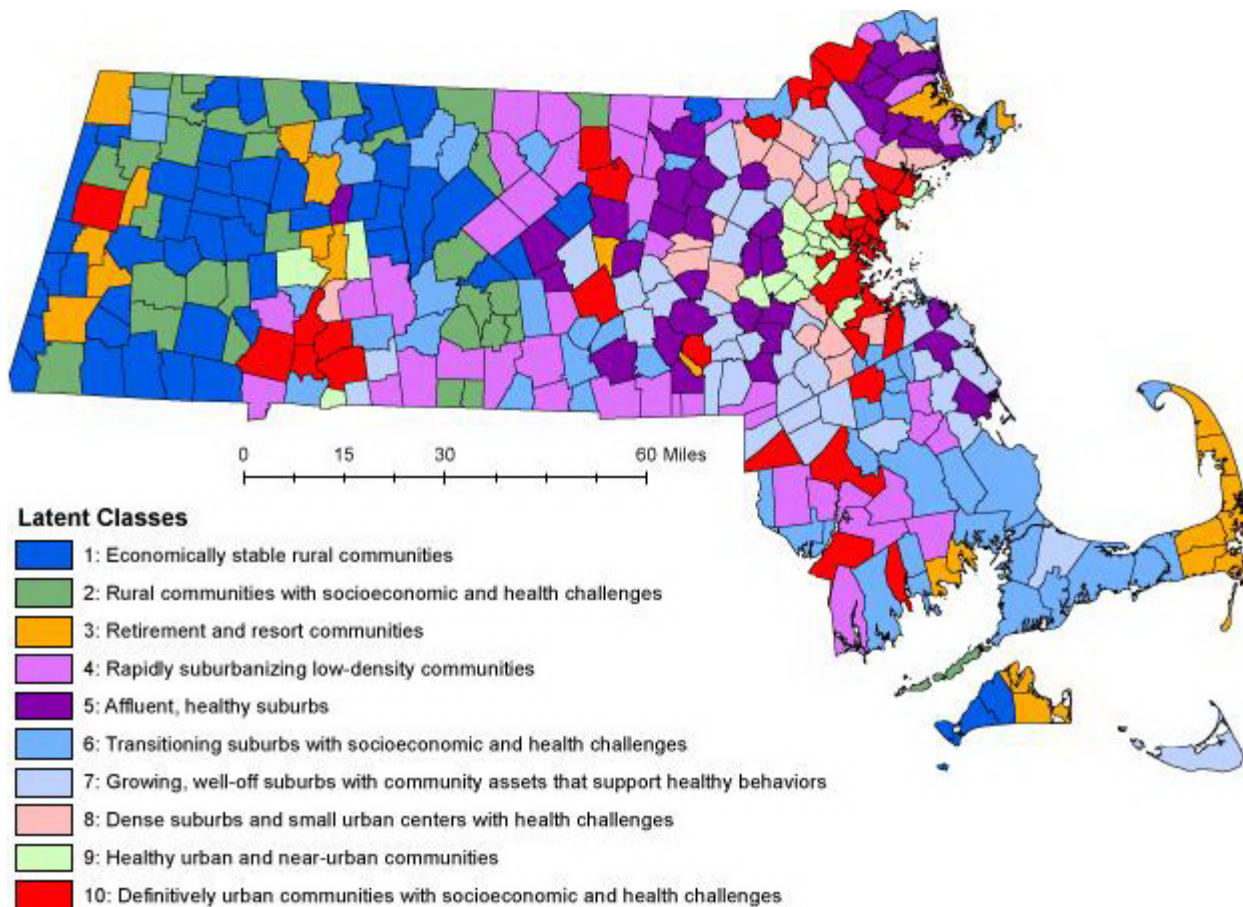 0 15 30 60 Miles
Latent Classes
1: Economically stable rural communities
2: Rural communities with socioeconomic and health challenges
3: Retirement and resort communities
4: Rapidly suburbanizing low-density communities
5: Affluent, healthy suburbs
6: Transitioning suburbs with socioeconomic and health challenges
7: Growing, well-off suburbs with community assets that support healthy behaviors
8: Dense suburbs and small urban centers with health challenges
9: Healthy urban and near-urban communities
10: Definitively urban communities with socioeconomic and health challenges